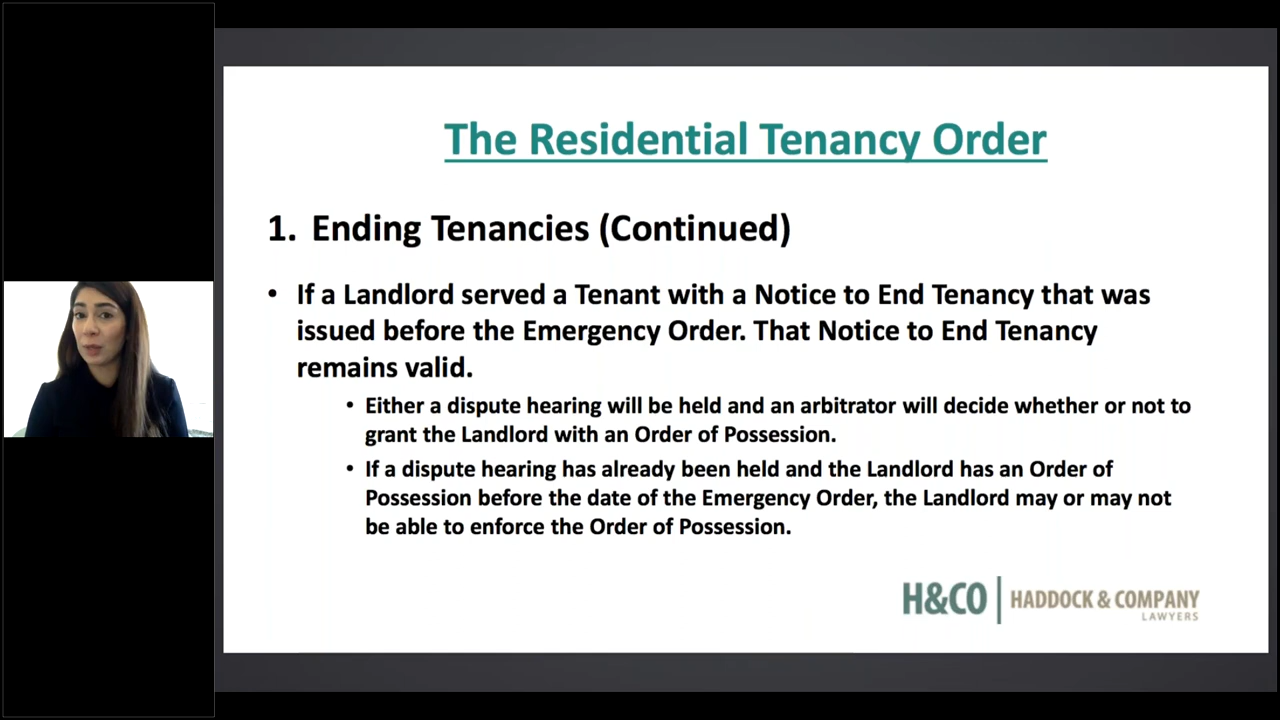 The Residential Tenancy Order
1. Ending Tenancies (Continued)
• If a Landlord served a Tenant with a Notice to End Tenancy that was
issued before the Emergency Order. That Notice to End Tenancy
remains valid.
• Either a dispute hearing will be held and an arbitrator will decide whether or not to
grant the Landlord with an Order of Possession.
• If a dispute hearing has already been held and the Landlord has an Order of
Possession before the date of the Emergency Order, the Landlord may or may not
be able to enforce the Order of Possession.
H&CO | HADDOCK & COMPANY
LAWYERS